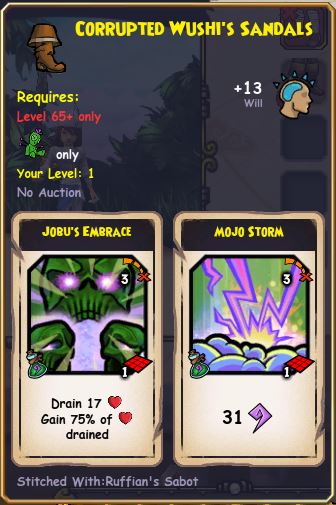 CORRUPTED WUSHI'S SANDALS
+13
Will
Requires:
Level 65+ only
only
Your Level: 1
No Auction
JOBU'S EMBRACE
3
1
Drain 17
Gain 75% of
drained
MOJO STORM
3
1
31
Stitched With:Ruffian's Sabot